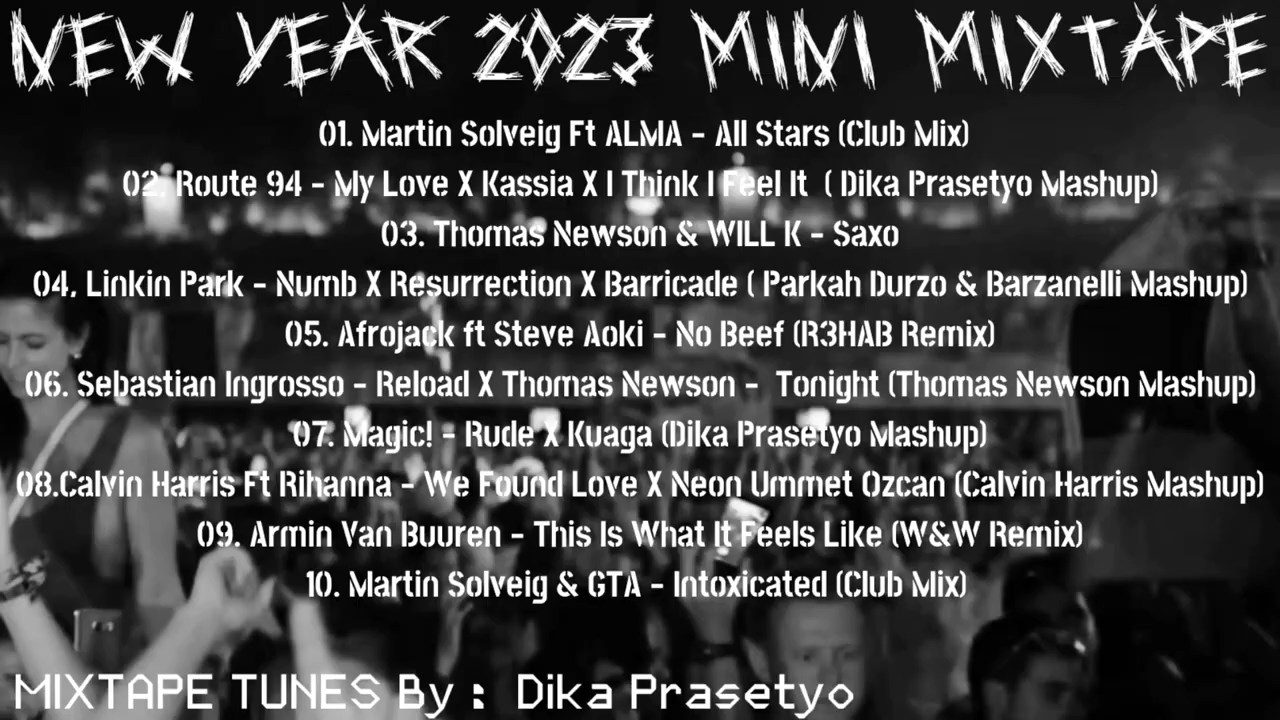 NEW YEAR 2023 MINI MIXTAPE
01. Martin Solveig Ft ALMA - All Stars (Club Mix)
02. Route 94 - My Love X Kassia X I Think I Feel It ( Dika Prasetyo Mashup)
03. Thomas Newson & WILL K - Saxo
04. Linkin Park - Numb X Resurrection X Barricade ( Parkah Durzo & Barzanelli Mashup)
05. Afrojack ft Steve Aoki - No Beef (R3HAB Remix)
06. Sebastian Ingrosso - Reload X Thomas Newson - Tonight (Thomas Newson Mashup)
07. Magic! - Rude X Kuaga (Dika Prasetyo Mashup)
08.Calvin Harris Ft Rihanna - We Found Love X Neon Ummet Ozcan (Calvin Harris Mashup)
09. Armin Van Buuren - This Is What It Feels Like (W&W Remix)
10. Martin Solveig & GTA - Intoxicated (Club Mix)
MIXTAPE TUNES By : Dika Prasetyo